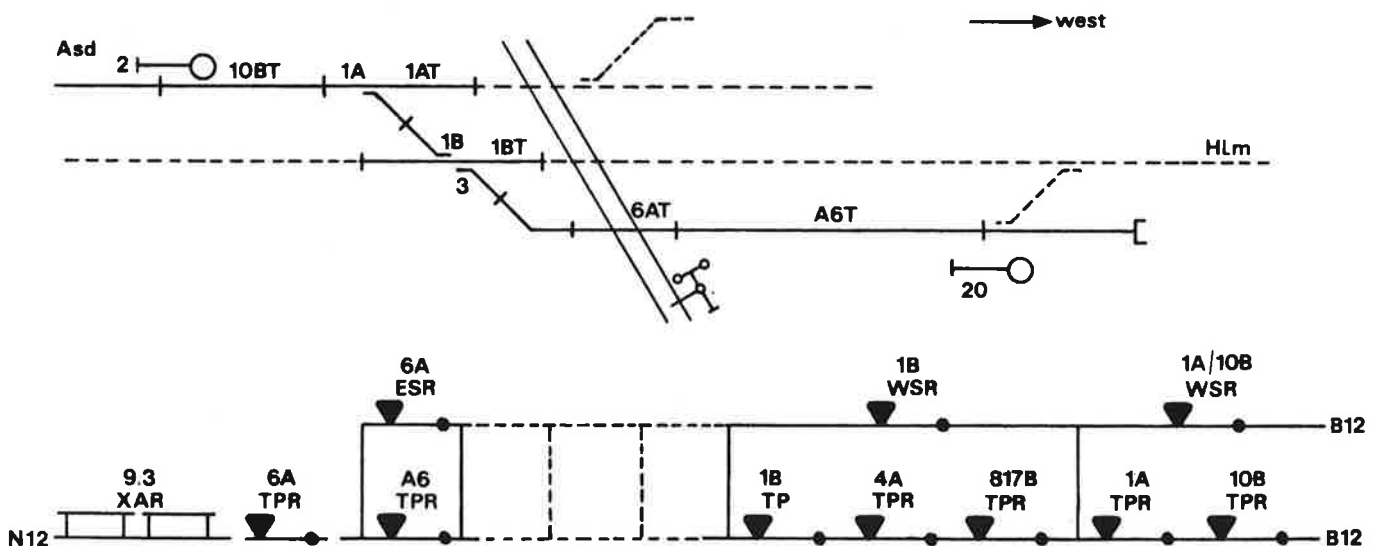 west
Asd
2
10BT
1A
1AT
1B
1BT
Hlm
3
6AT
A6T
20
6A
ESR
1B
WSR
1A/10B
WSR
B12
9.3
XAR
6A
TPR
A6
TPR
1B
TP
4A
TPR
817B
TPR
1A
TPR
10B
TPR
N12
B12